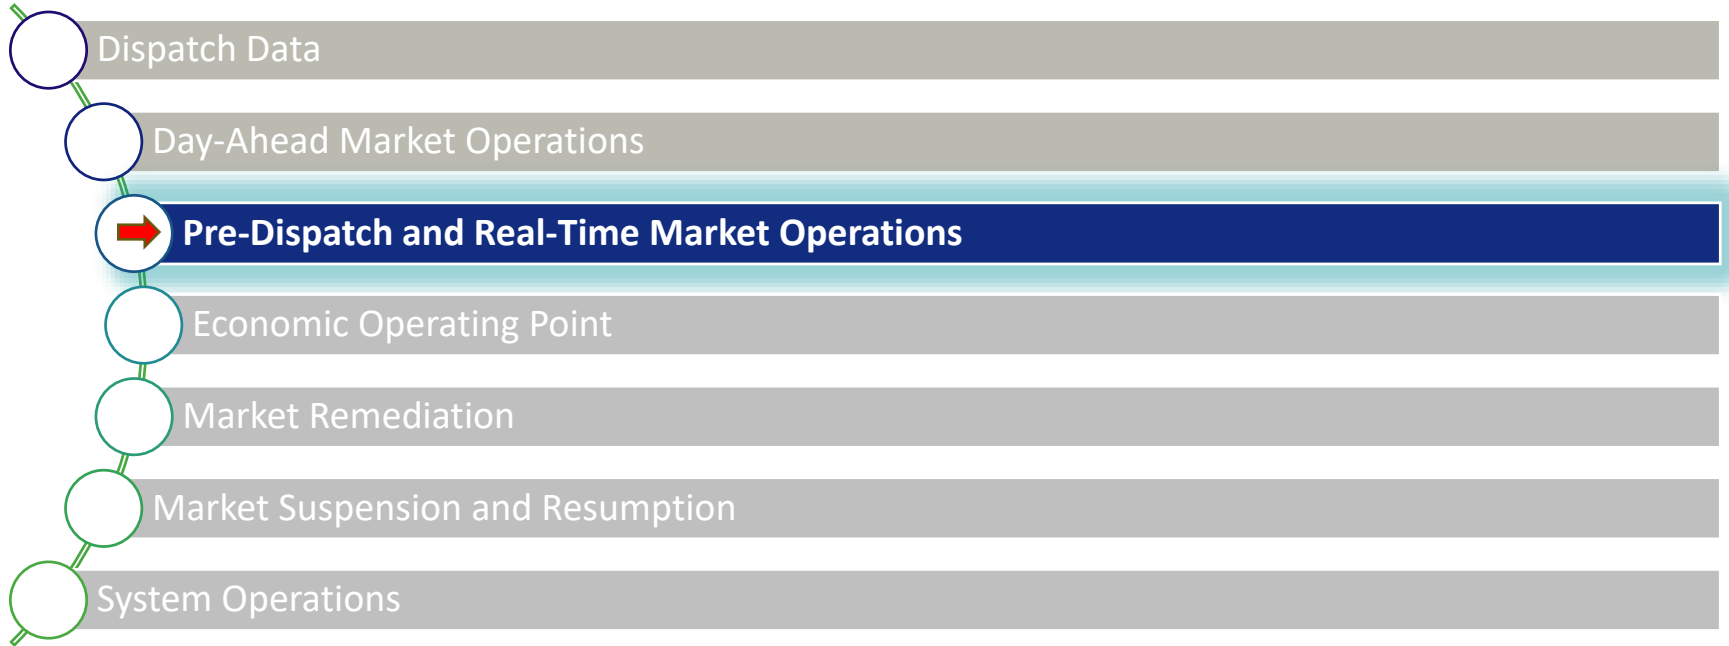 Dispatch Data
Day-Ahead Market Operations
Pre-Dispatch and Real-Time Market Operations
Economic Operating Point
Market Remediation
Market Suspension and Resumption
System Operations